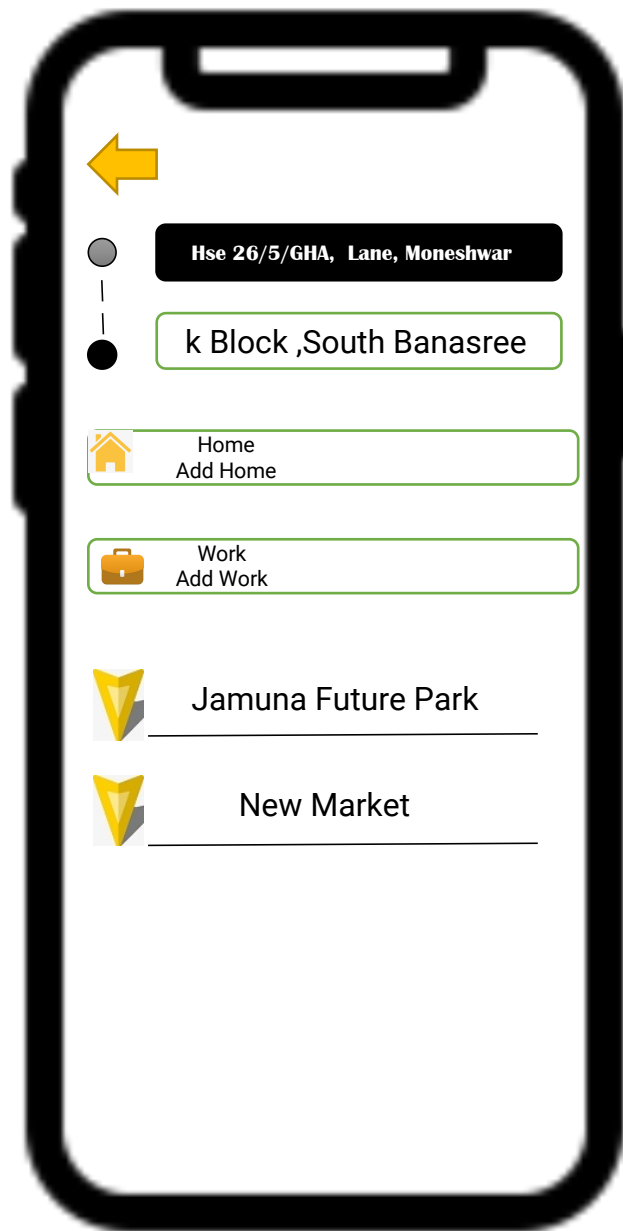 Hse 26/5/GHA, Lane, Moneshwar
k Block ,South Banasree
Home
Add Home
Work
Add Work
Jamuna Future Park
New Market